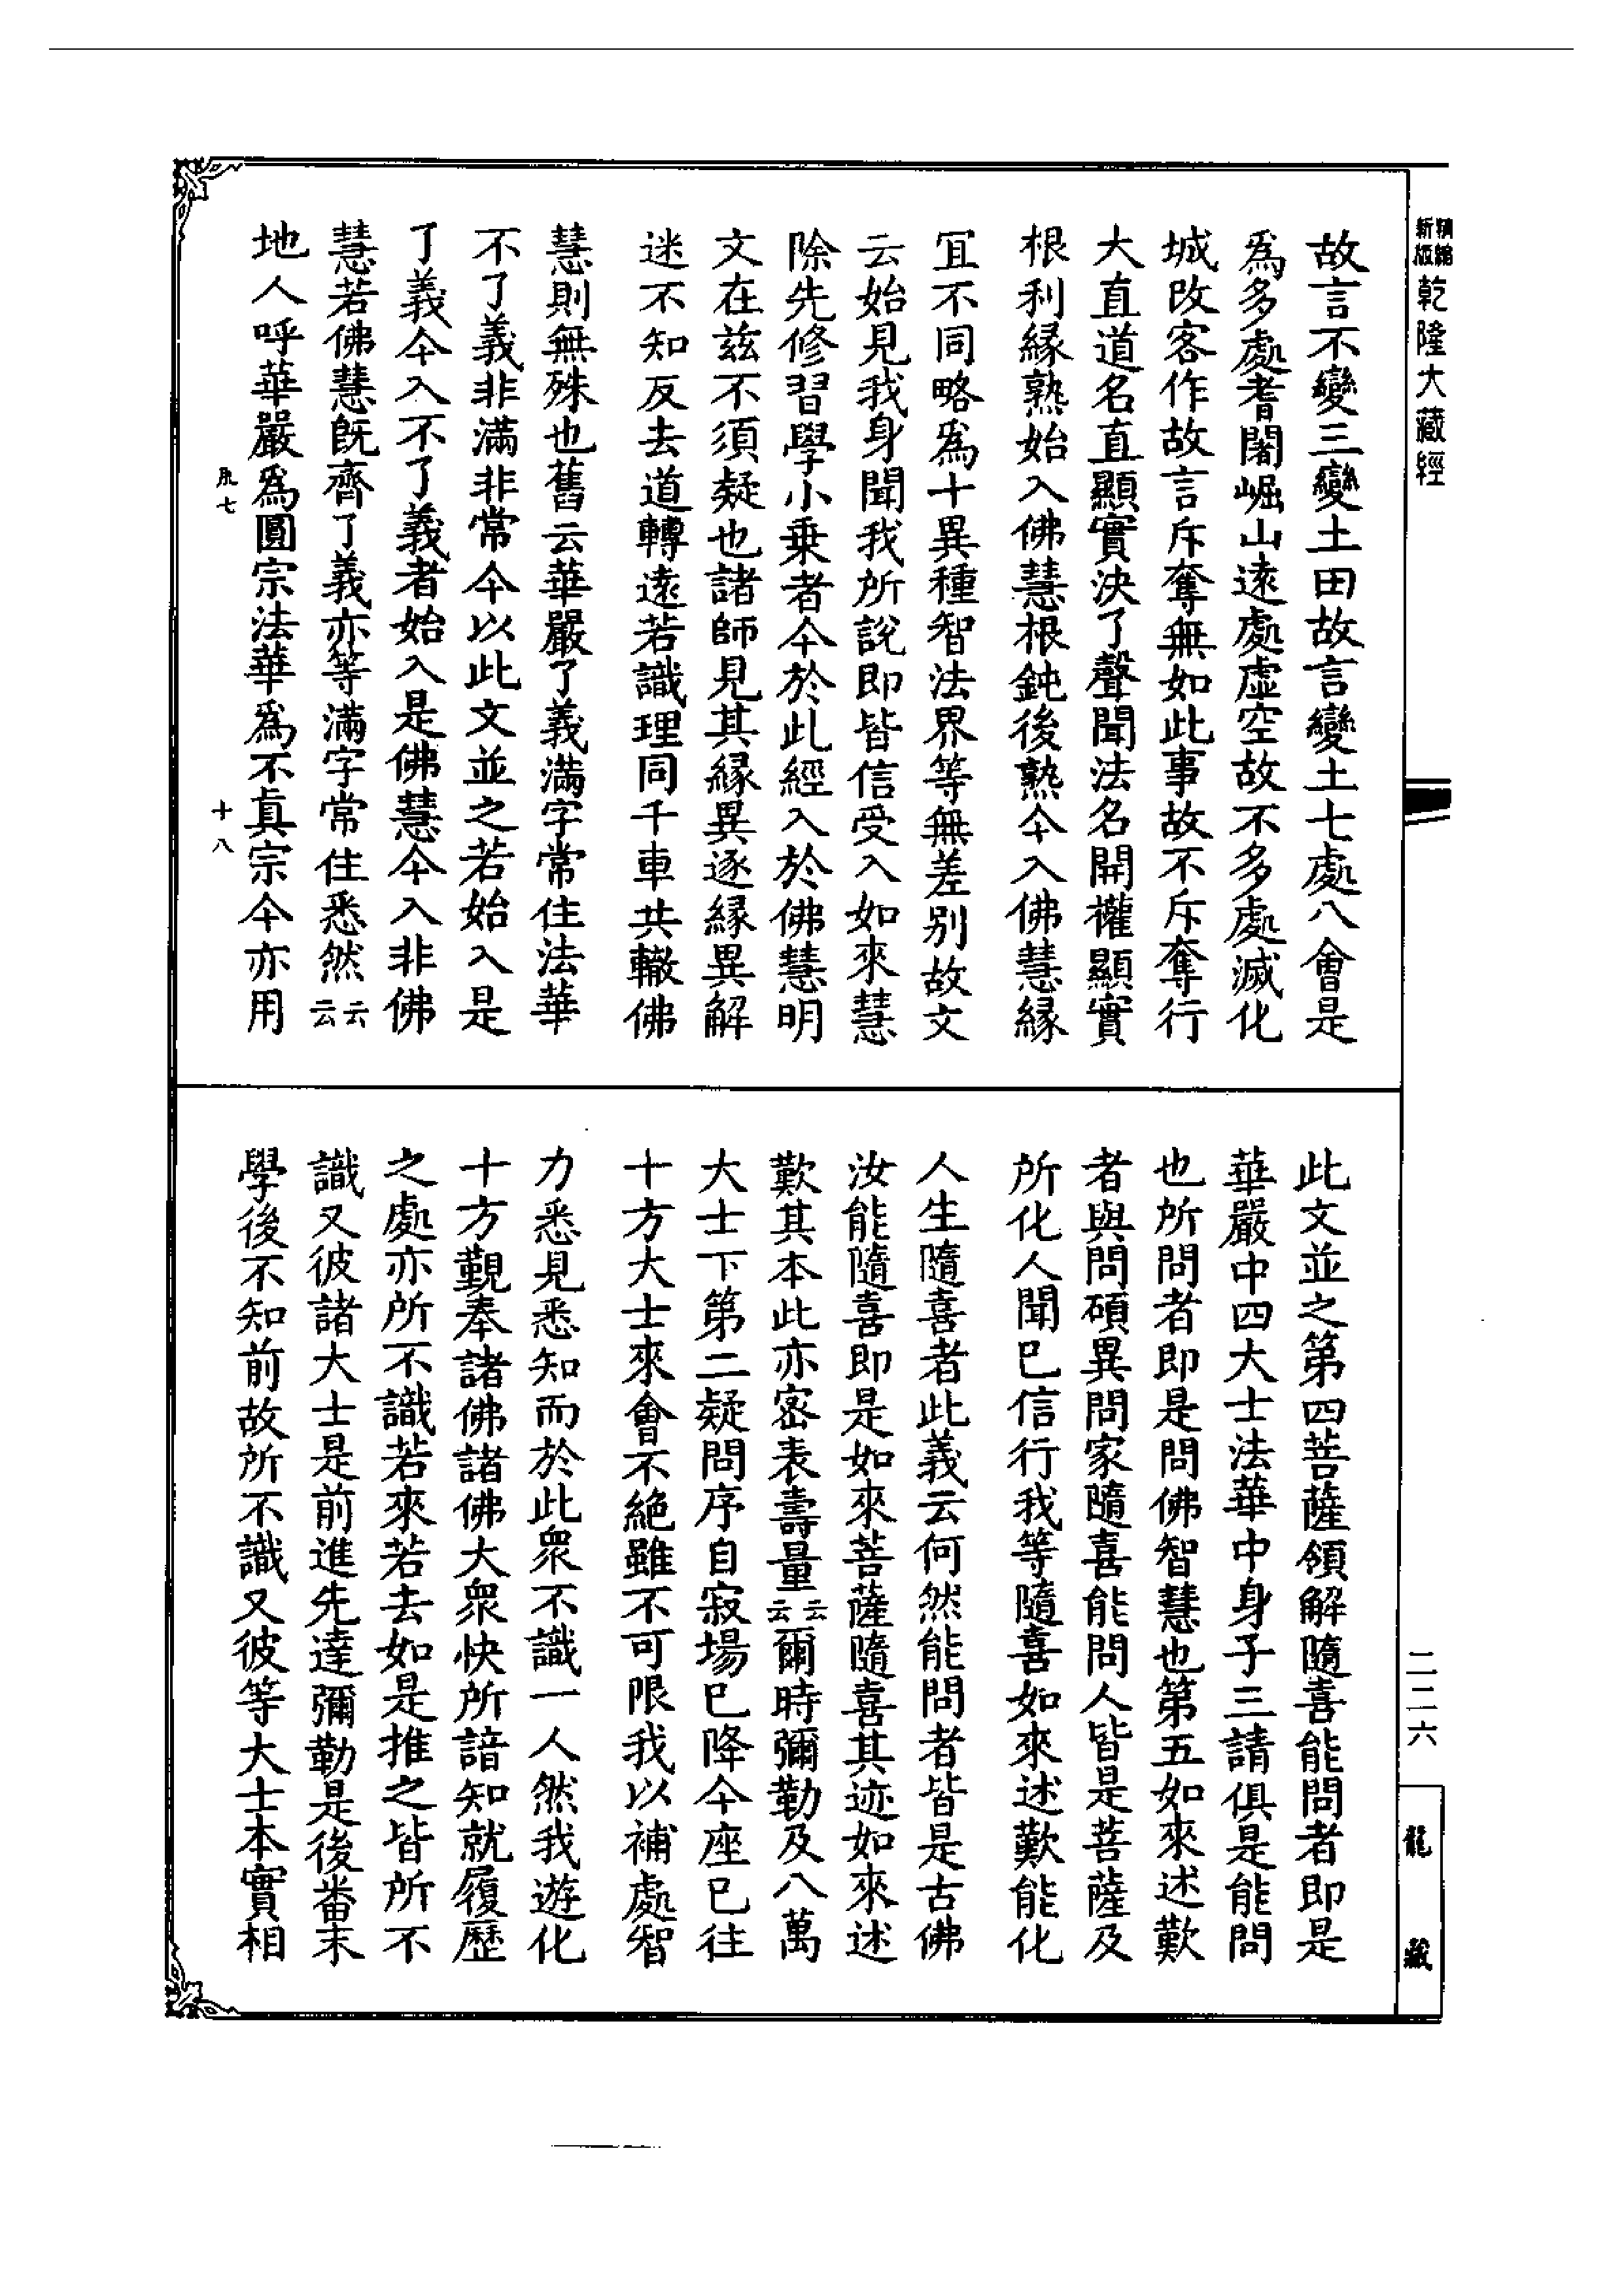 新編縮版乾隆大藏經
故言不變三變土田故言變土七處八會是
爲多處耆闍崛山遠處虛空故不多處滅化
城改客作故言斥奪無如此事故不斥奪行
大直道名直顯實決了聲聞法名開權顯實
根利緣熟始入佛慧根鈍後熟今入佛慧緣
宜不同略爲十異種智法界等無差別故文
云始見我身聞我所說即皆信受入如來慧
除先修習學小乘者今於此經入於佛慧明
文在茲不須疑也諸師見其緣異逐緣異解
迷不知反去道轉遠若識理同千車共轍佛
慧則無殊也舊云華嚴了義滿字常住法華
不了義非滿非常今以此文並之若始入是
了義今入不了義者始入是佛慧今入非佛
慧若佛慧旣齊了義亦等滿字常住悉然云云
地人呼華嚴爲圓宗法華爲不眞宗今亦用
十八
此文並之第四菩薩領解隨喜能問者即是
華嚴中四大士法華中身子三請俱是能問
也所問者即是問佛智慧也第五如來述歎
者與問碩異問家隨喜能問人皆是菩薩及
所化人聞已信行我等隨喜如來述歎能化
人生隨喜者此義云何然能問者皆是古佛
汝能隨喜即是如來菩薩隨喜其迹如來述
歎其本此亦密表壽量云云爾時彌勒及八萬
大士下第二疑問序自寂場已降今座已往
十方大士來會不絕雖不可限我以補處智
力悉見悉知而於此眾不識一人然我遊化
十方覲奉諸佛諸佛大眾快所諳知就履歷
之處亦所不識若來若去如是推之皆所不
識又彼諸大士是前進先達彌勒是後番末
學後不知前故所不識又彼等大士本實相
二二六
龍藏